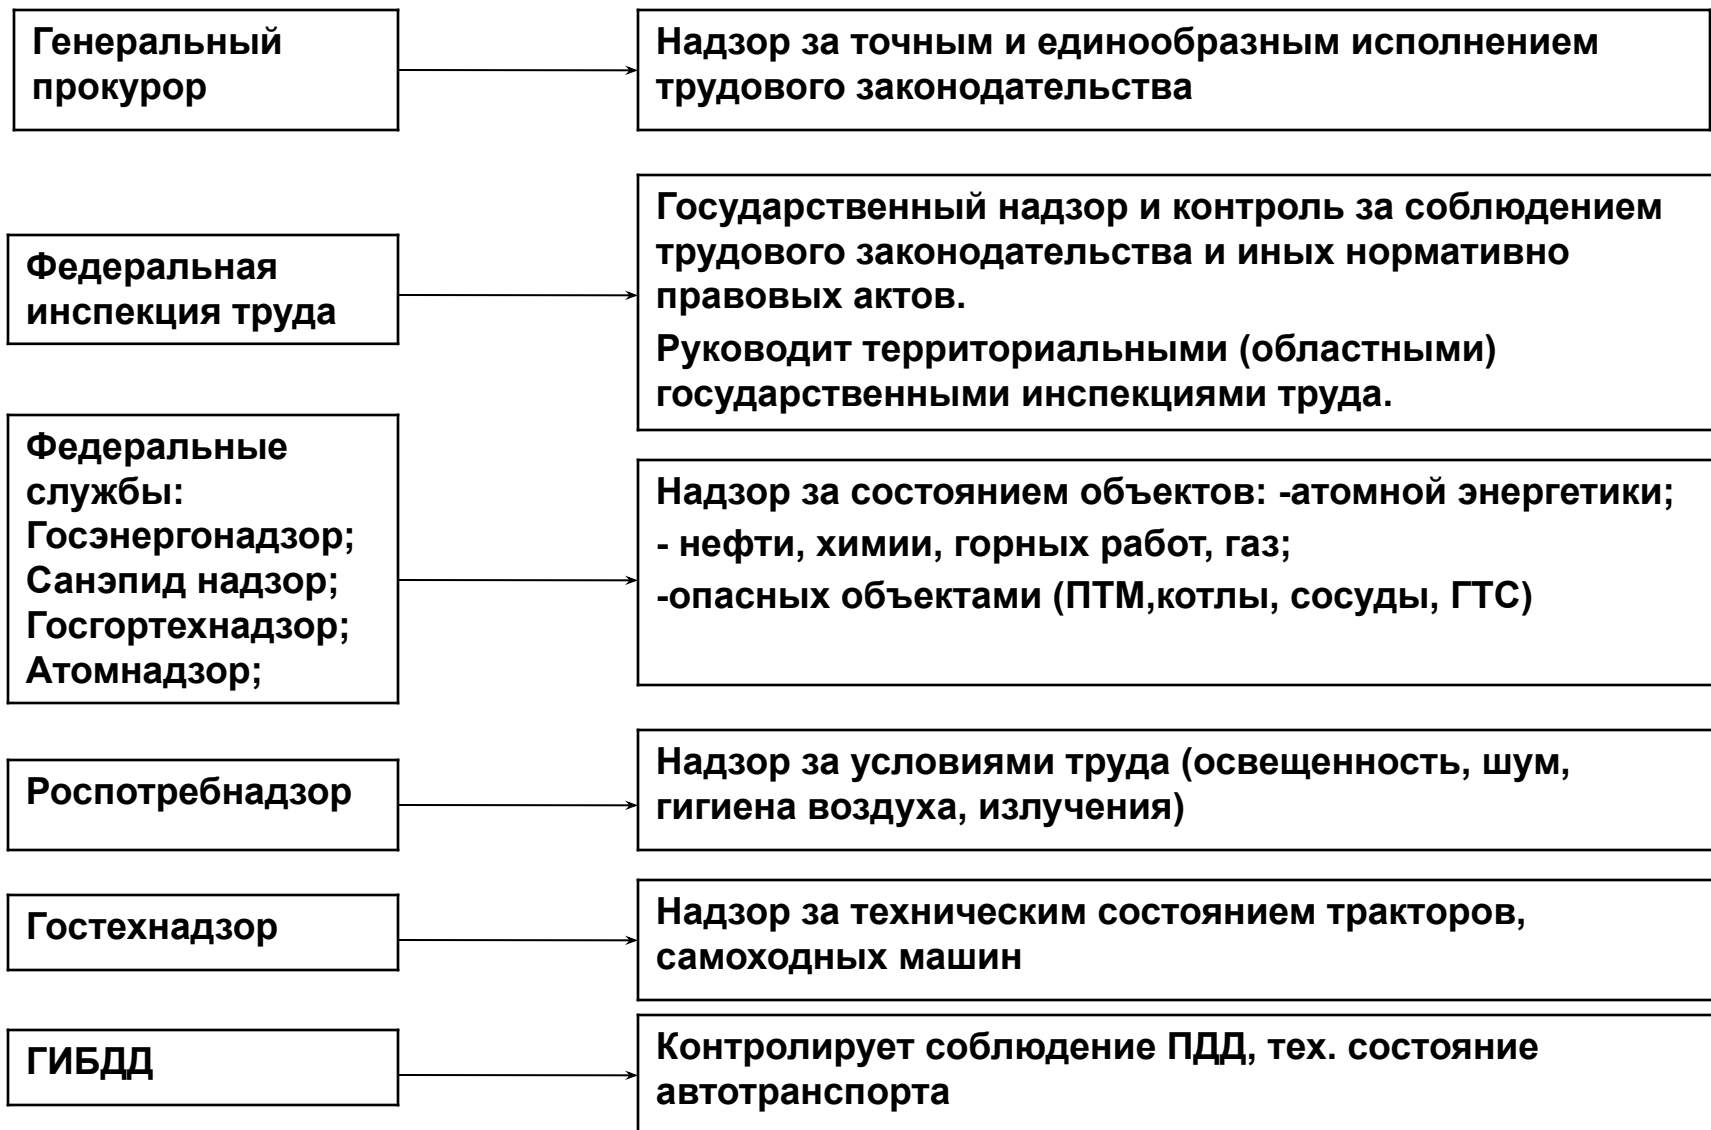 Генеральный
прокурор
Надзор за точным и единообразным исполнением
трудового законодательства
Федеральная
инспекция труда
Государственный надзор и контроль за соблюдением
трудового законодательства и иных нормативно
правовых актов.
Руководит территориальными (областными)
государственными инспекциями труда.
Федеральные
службы:
Госэнергонадзор;
Санэпид надзор;
Госгортехнадзор;
Атомнадзор;
Надзор за состоянием объектов: -атомной энергетики;
- нефти, химии, горных работ, газ;
-опасных объектами (ПТМ,котлы, сосуды, ГТС)
Роспотребнадзор
Надзор за условиями труда (освещенность, шум,
гигиена воздуха, излучения)
Гостехнадзор
Надзор за техническим состоянием тракторов,
самоходных машин
ГИБДД
Контролирует соблюдение ПДД, тех. состояние
автотранспорта